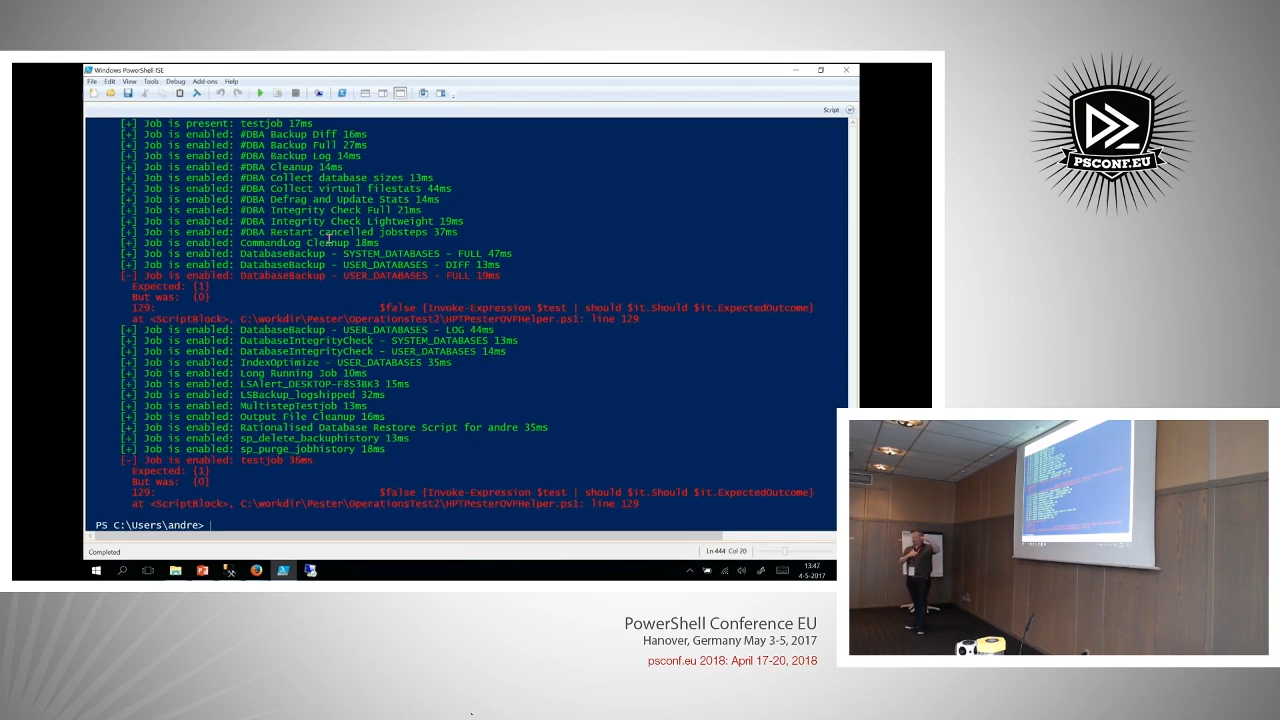 Windows PowerShell ISE
File Edit View Tools Debug Add-ons Help
Script
[+] Job is present: testjob 17ms
[+] Job is enabled: #DBA Backup Diff 16ms
[+] Job is enabled: #DBA Backup Full 27ms
[+] Job is enabled: #DBA Backup Log 14ms
[+] Job is enabled: #DBA Cleanup 14ms
[+] Job is enabled: #DBA Collect database sizes 13ms
[+] Job is enabled: #DBA Collect virtual filestats 44ms
[+] Job is enabled: #DBA Defrag and Update Stats 14ms
[+] Job is enabled: #DBA Integrity Check Full 21ms
[+] Job is enabled: #DBA Integrity Check Lightweight 19ms
[+] Job is enabled: #DBA Restart cancelled jobsteps 37ms
[+] Job is enabled: CommandLog Cleanup 18ms
[+] Job is enabled: DatabaseBackup - SYSTEM_DATABASES - FULL 47ms
[+] Job is enabled: DatabaseBackup - USER_DATABASES - DIFF 13ms
[-] Job is enabled: DatabaseBackup - USER_DATABASES - FULL 19ms
Expected: {1}
But was: {0}
129: $false {Invoke-Expression $test | should $it.Should $it.ExpectedOutcome}
at <ScriptBlock>, C:\workdir\Pester\OperationsTest2\HPTPesterOVFHelper.ps1: line 129
[+] Job is enabled: DatabaseBackup - USER_DATABASES - LOG 44ms
[+] Job is enabled: DatabaseIntegrityCheck - SYSTEM_DATABASES 13ms
[+] Job is enabled: DatabaseIntegrityCheck - USER_DATABASES 14ms
[+] Job is enabled: IndexOptimize - USER_DATABASES 35ms
[+] Job is enabled: Long Running Job 10ms
[+] Job is enabled: LSAlert_DESKTOP-F8S3BK3 15ms
[+] Job is enabled: LSBackup_logshipped 32ms
[+] Job is enabled: MultistepTestjob 13ms
[+] Job is enabled: Output File Cleanup 16ms
[+] Job is enabled: Rationalised Database Restore Script for andre 35ms
[+] Job is enabled: sp_delete_backuphistory 13ms
[+] Job is enabled: sp_purge_jobhistory 18ms
[-] Job is enabled: testjob 36ms
Expected: {1}
But was: {0}
129: $false {Invoke-Expression $test | should $it.Should $it.ExpectedOutcome}
at <ScriptBlock>, C:\workdir\Pester\OperationsTest2\HPTPesterOVFHelper.ps1: line 129
PS C:\Users\andre>
Completed
Ln 444 Col 20
13:47
4-5-2017
PSCONF.EU
PowerShell Conference EU
Hanover, Germany May 3-5, 2017
psconf.eu 2018: April 17-20, 2018